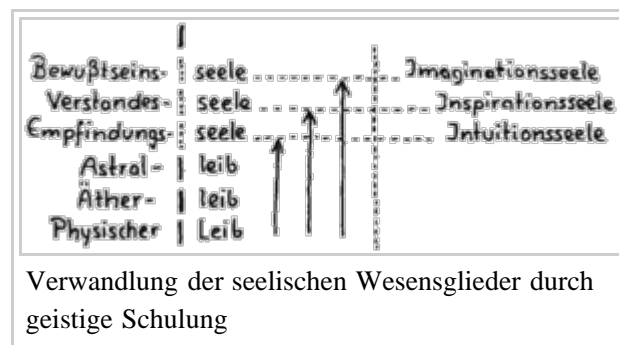 Bewußtseins- seele Imaginationsseele
Verstandes- seele Inspirationsseele
Empfindungs- seele Intuitionsseele
Astral- leib
Äther- leib
Physischer Leib
Verwandlung der seelischen Wesensglieder durch
geistige Schulung